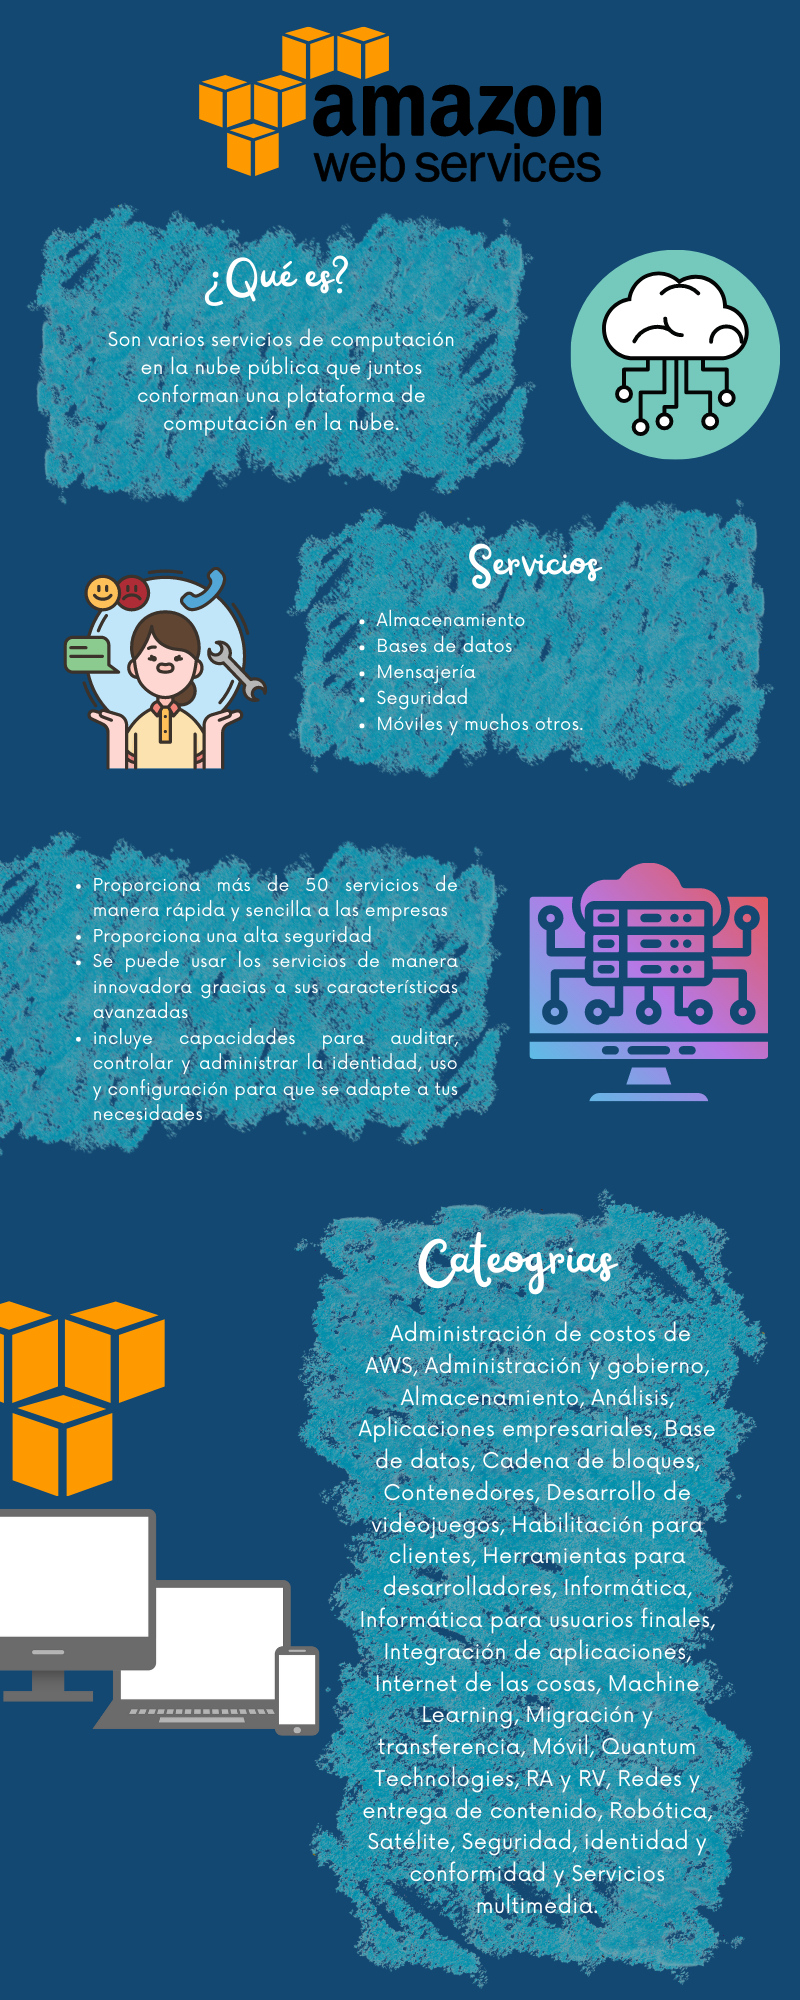 amazon
web services
¿Qué es?
Son varios servicios de computación
en la nube pública que juntos
conforman una plataforma de
computación en la nube.
Servicios
• Almacenamiento
• Bases de datos
• Mensajería
• Seguridad
• Móviles y muchos otros.
• Proporciona más de 50 servicios de
manera rápida y sencilla a las empresas
• Proporciona una alta seguridad
• Se puede usar los servicios de manera
innovadora gracias a sus características
avanzadas
• incluye capacidades para auditar,
controlar y administrar la identidad, uso
y configuración para que se adapte a tus
necesidades
Cateogrias
Administración de costos de
AWS, Administración y gobierno,
Almacenamiento, Análisis,
Aplicaciones empresariales, Base
de datos, Cadena de bloques,
Contenedores, Desarrollo de
videojuegos, Habilitación para
clientes, Herramientas para
desarrolladores, Informática,
Informática para usuarios finales,
Integración de aplicaciones,
Internet de las cosas, Machine
Learning, Migración y
transferencia, Móvil, Quantum
Technologies, RA y RV, Redes y
entrega de contenido, Robótica,
Satélite, Seguridad, identidad y
conformidad y Servicios
multimedia.